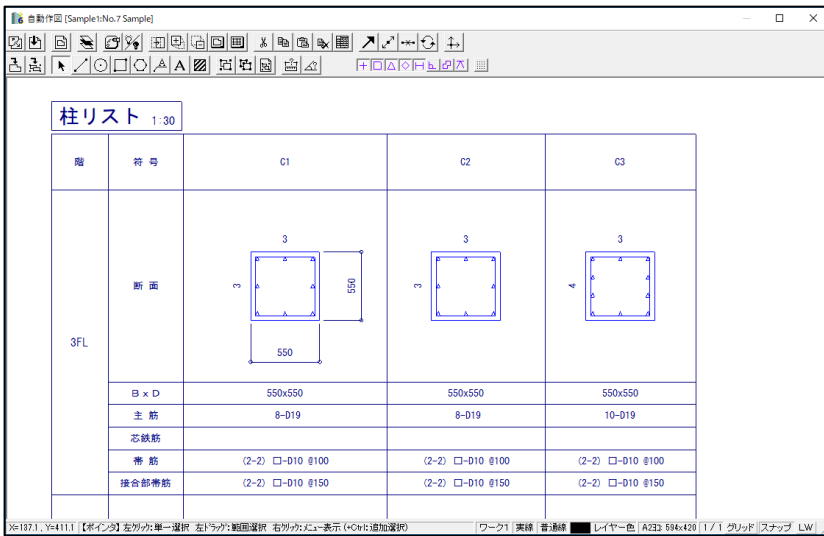 自動作図 [Sample1:No.7 Sample]
柱リスト 1:30
階 符 号 C1 C2 C3
3 3 3
断 面 3 550 3 4
3FL
550
B x D 550x550 550x550 550x550
主 筋 8-D19 8-D19 10-D19
芯鉄筋
帯 筋 (2-2) □-D10 @100 (2-2) □-D10 @100 (2-2) □-D10 @100
接合部帯筋 (2-2) □-D10 @150 (2-2) □-D10 @150 (2-2) □-D10 @150
X=137.1, Y=411.1 【ポインタ】 左クリック:単一選択 左ドラッグ:範囲選択 右クリック:メニュー表示 (+Ctrl:追加選択) ワーク1 実線 普通線 レイヤー色 A2ヨコ 594x420 1 / 1 グリッド スナップ LW